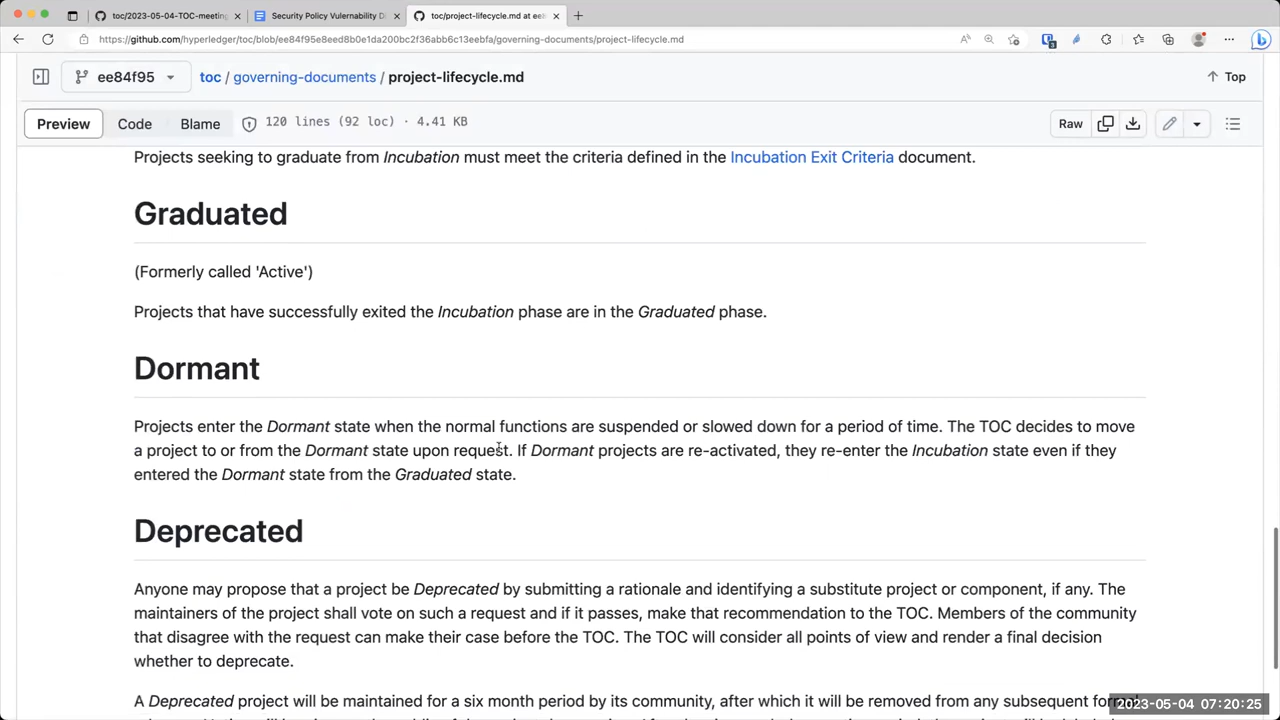 toc/2023-05-04-TOC-meeting
Security Policy Vulernability D
toc/project-lifecycle.md at ee
https://github.com/hyperledger/toc/blob/ee84f95e8eed8b0e1da200bc2f36abb6c13eebfa/governing-documents/project-lifecycle.md
ee84f95
toc / governing-documents / project-lifecycle.md
Top
Preview Code Blame 120 lines (92 loc) · 4.41 KB Raw
Projects seeking to graduate from Incubation must meet the criteria defined in the Incubation Exit Criteria document.
Graduated
(Formerly called 'Active')
Projects that have successfully exited the Incubation phase are in the Graduated phase.
Dormant
Projects enter the Dormant state when the normal functions are suspended or slowed down for a period of time. The TOC decides to move
a project to or from the Dormant state upon request. If Dormant projects are re-activated, they re-enter the Incubation state even if they
entered the Dormant state from the Graduated state.
Deprecated
Anyone may propose that a project be Deprecated by submitting a rationale and identifying a substitute project or component, if any. The
maintainers of the project shall vote on such a request and if it passes, make that recommendation to the TOC. Members of the community
that disagree with the request can make their case before the TOC. The TOC will consider all points of view and render a final decision
whether to deprecate.
A Deprecated project will be maintained for a six month period by its community, after which it will be removed from any subsequent formal
2023-05-04 07:20:25